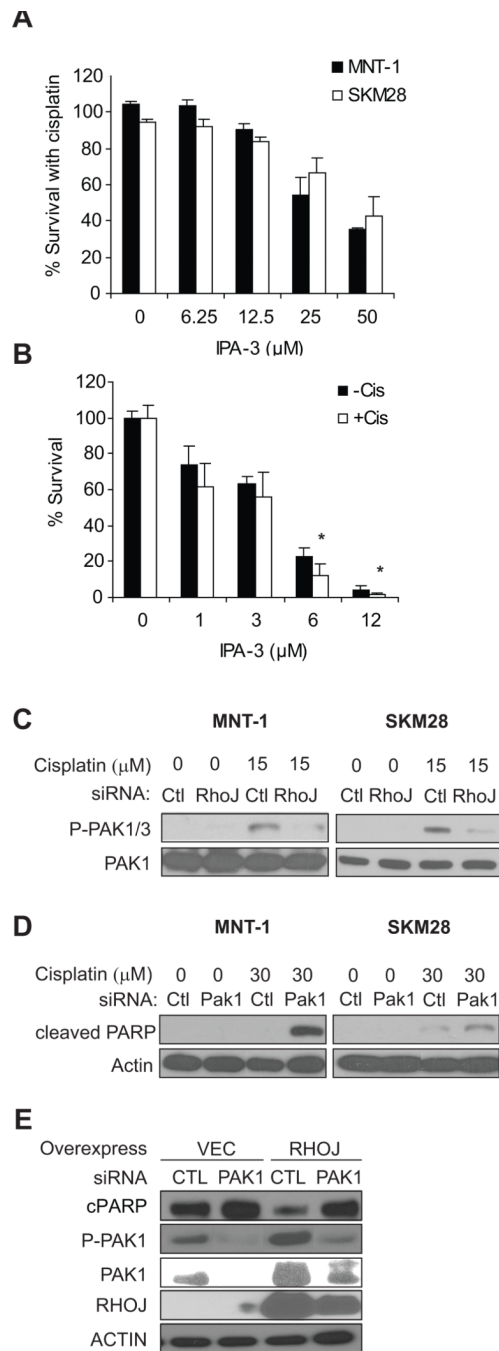 A
% Survival with cisplatin
120
100
80
60
40
20
0
MNT-1
SKM28
0 6.25 12.5 25 50
IPA-3 (µM)
B
% Survival
120
100
80
60
40
20
0
-Cis
+Cis
*
*
0 1 3 6 12
IPA-3 (µM)
C
MNT-1 SKM28
Cisplatin (µM) 0 0 15 15 0 0 15 15
siRNA: Ctl RhoJ Ctl RhoJ Ctl RhoJ Ctl RhoJ
P-PAK1/3
PAK1
D
MNT-1 SKM28
Cisplatin (µM) 0 0 30 30 0 0 30 30
siRNA: Ctl Pak1 Ctl Pak1 Ctl PAK1 Ctl Pak1
cleaved PARP
Actin
E
Overexpress VEC RHOJ
siRNA CTL PAK1 CTL PAK1
cPARP
P-PAK1
PAK1
RHOJ
ACTIN